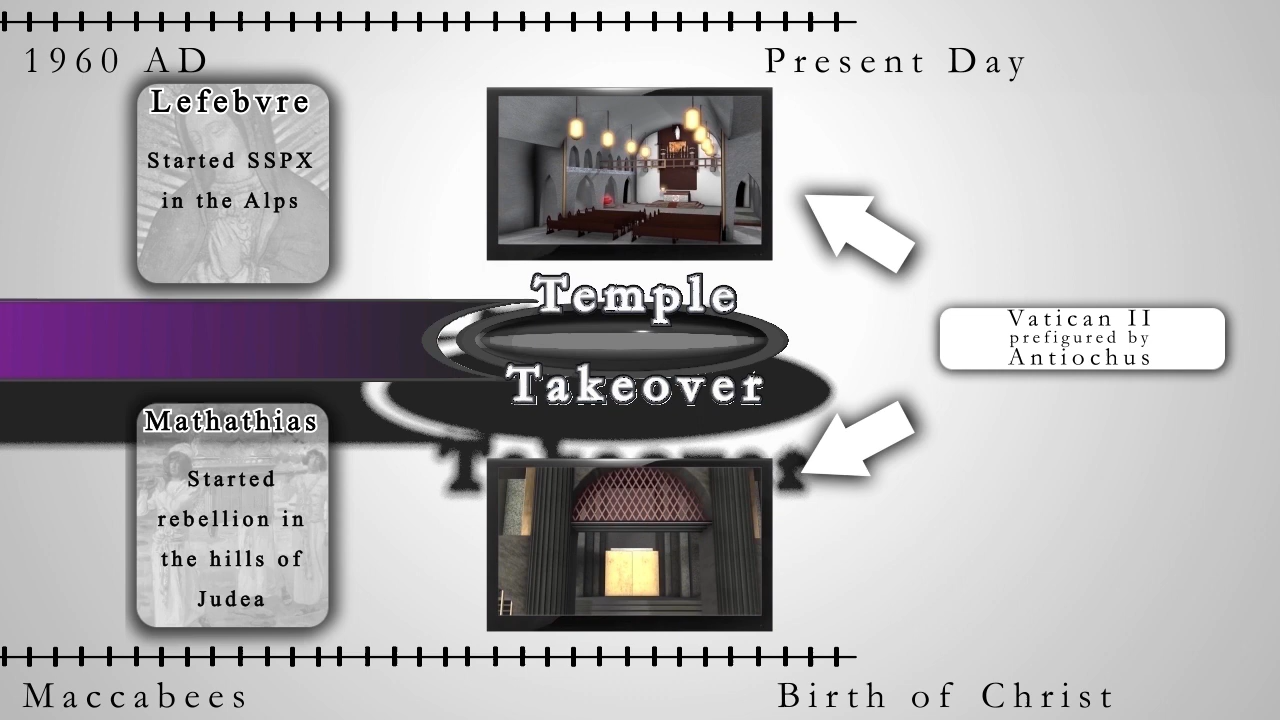 1960 AD
Present Day
Lefebvre
Started SSPX
in the Alps
Temple
Takeover
Vatican II
prefigured by
Antiochus
Mathathias
Started
rebellion in
the hills of
Judea
Maccabees
Birth of Christ